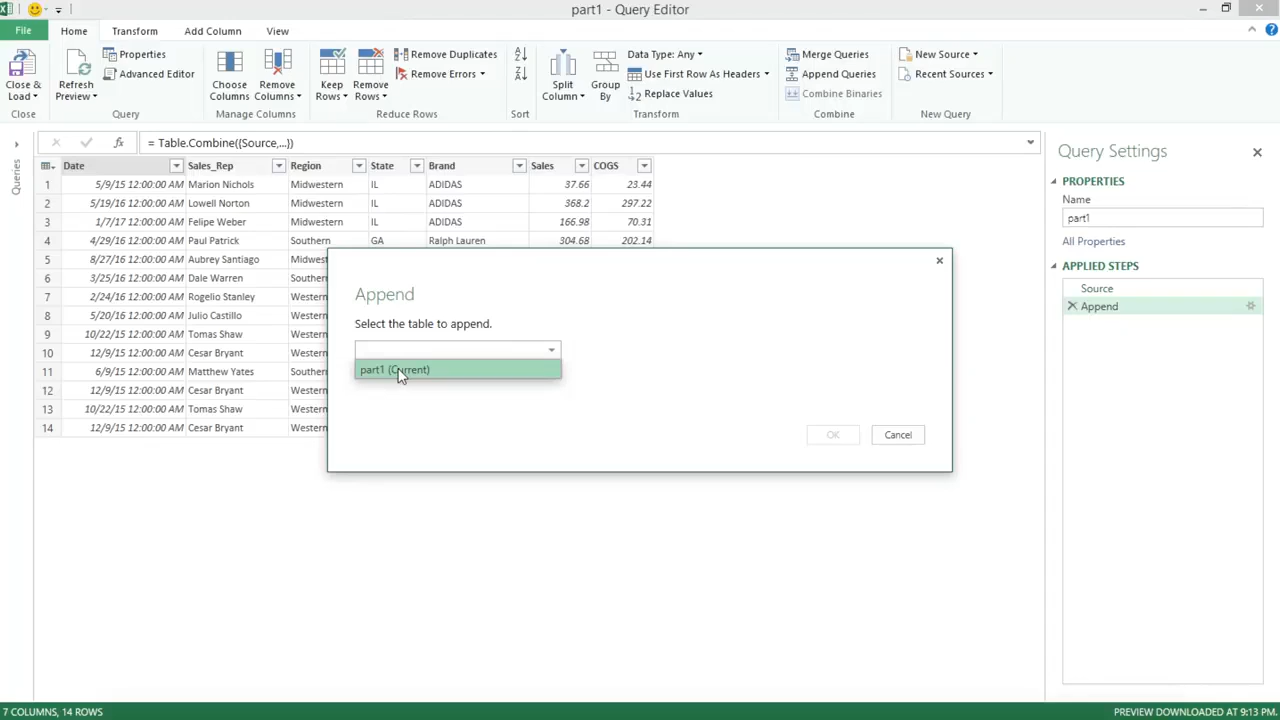 part1 - Query Editor
File Home Transform Add Column View
Close & Load
Refresh Preview
Properties
Advanced Editor
Choose Columns
Remove Columns
Keep Rows
Remove Rows
Remove Duplicates
Remove Errors
Split Column
Group By
Data Type: Any
Use First Row As Headers
Replace Values
Merge Queries
Append Queries
Combine Binaries
New Source
Recent Sources
Close Query Manage Columns Reduce Rows Sort Transform Combine New Query
= Table.Combine({Source,...})
Queries
Date Sales_Rep Region State Brand Sales COGS
1 5/9/15 12:00:00 AM Marion Nichols Midwestern IL ADIDAS 37.66 23.44
2 5/19/16 12:00:00 AM Lowell Norton Midwestern IL ADIDAS 368.2 297.22
3 1/7/17 12:00:00 AM Felipe Weber Midwestern IL ADIDAS 166.98 70.31
4 4/29/16 12:00:00 AM Paul Patrick Southern GA Ralph Lauren 304.68 202.14
5 8/27/16 12:00:00 AM Aubrey Santiago Midwes
6 3/25/16 12:00:00 AM Dale Warren Southern
7 2/24/16 12:00:00 AM Rogelio Stanley Western
8 5/20/16 12:00:00 AM Julio Castillo Western
9 10/22/15 12:00:00 AM Tomas Shaw Western
10 12/9/15 12:00:00 AM Cesar Bryant Western
11 6/9/15 12:00:00 AM Matthew Yates Southern
12 12/9/15 12:00:00 AM Cesar Bryant Western
13 10/22/15 12:00:00 AM Tomas Shaw Western
14 12/9/15 12:00:00 AM Cesar Bryant Western
Append
Select the table to append.
part1 (Current)
OK Cancel
Query Settings
PROPERTIES
Name
part1
All Properties
APPLIED STEPS
Source
Append
7 COLUMNS, 14 ROWS
PREVIEW DOWNLOADED AT 9:13 PM.